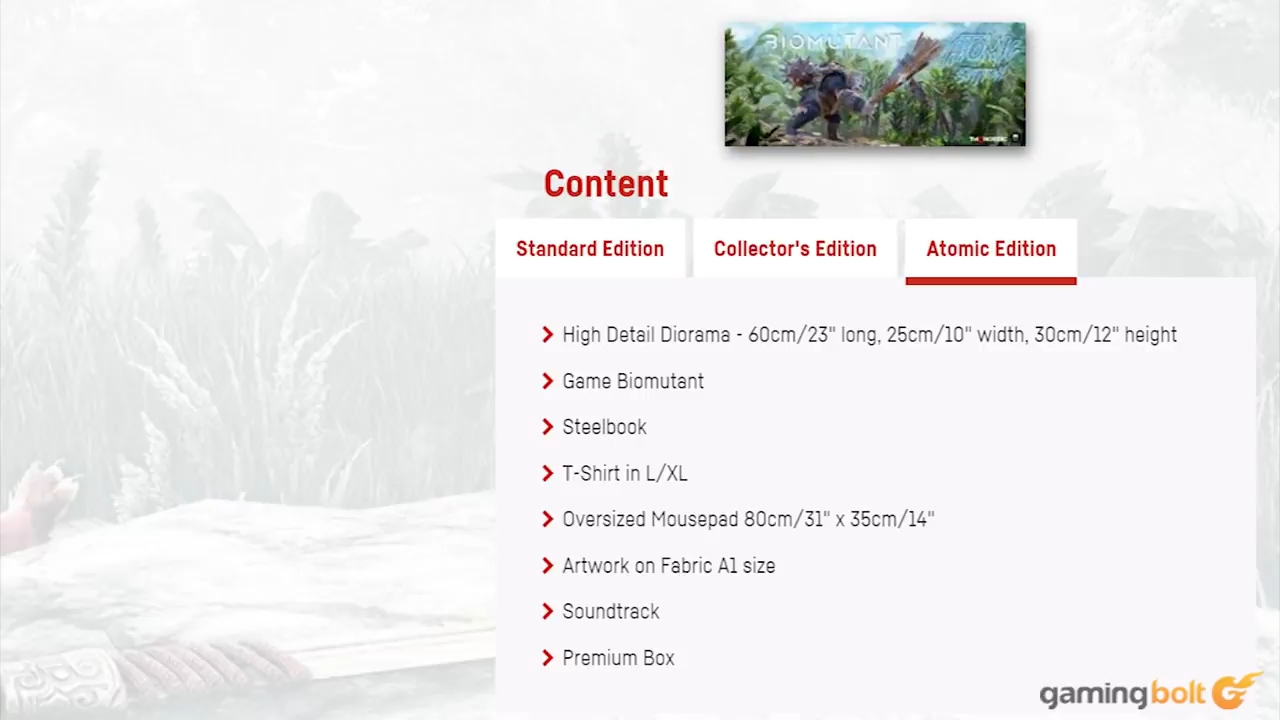 BIOMUTANT
ATOMIC
Content
Standard Edition
Collector's Edition
Atomic Edition
High Detail Diorama - 60cm/23" long, 25cm/10" width, 30cm/12" height
Game Biomutant
Steelbook
T-Shirt in L/XL
Oversized Mousepad 80cm/31" x 35cm/14"
Artwork on Fabric A1 size
Soundtrack
Premium Box
gamingbolt